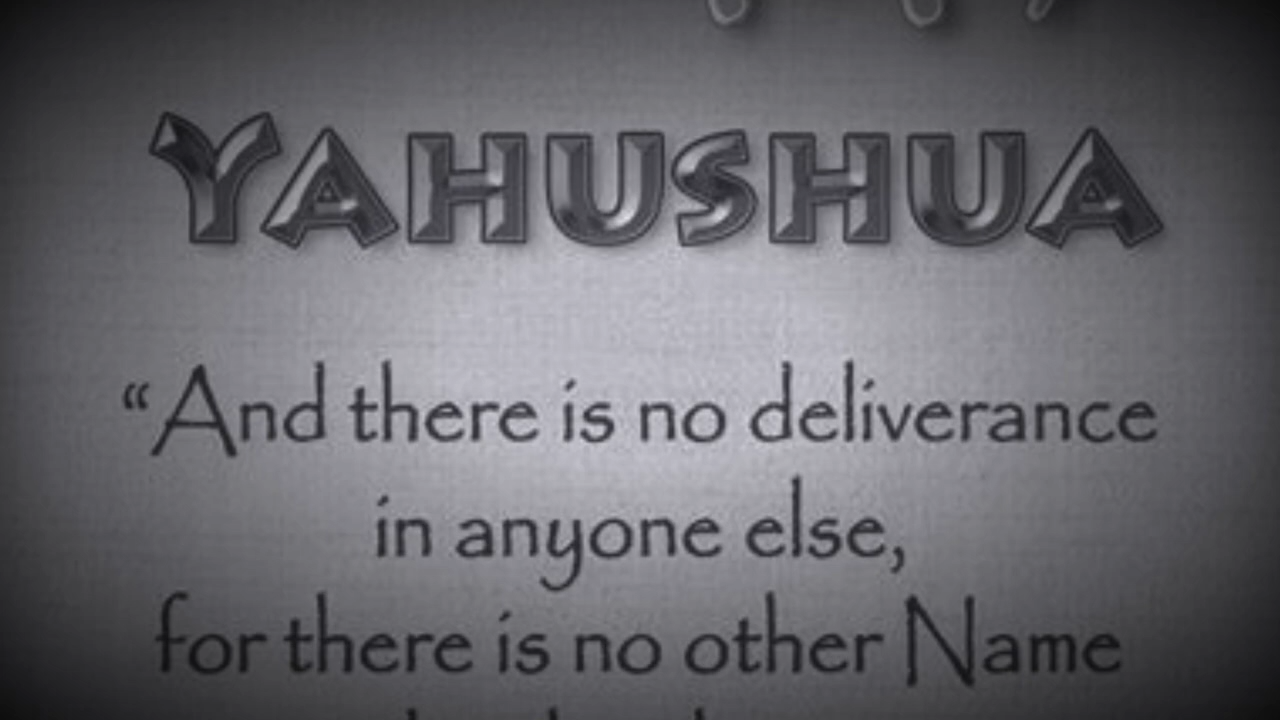 YAHUSHUA
“And there is no deliverance
in anyone else,
for there is no other Name